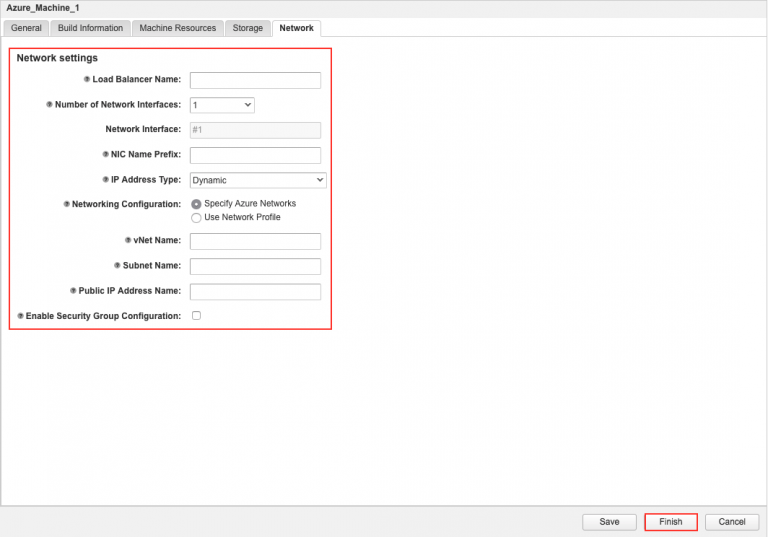 Azure_Machine_1
General Build Information Machine Resources Storage Network
Network settings
Load Balancer Name:
Number of Network Interfaces: 1
Network Interface: #1
NIC Name Prefix:
IP Address Type: Dynamic
Networking Configuration: Specify Azure Networks
Use Network Profile
vNet Name:
Subnet Name:
Public IP Address Name:
Enable Security Group Configuration:
Save Finish Cancel